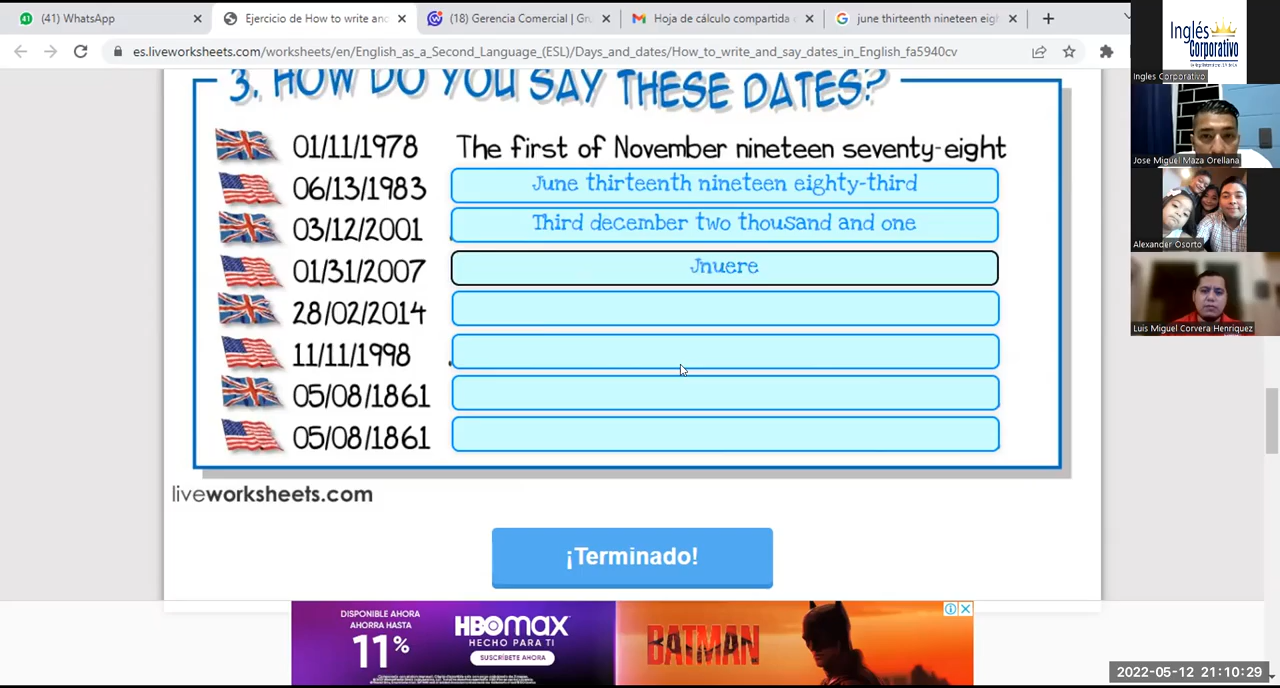 (41) WhatsApp
Ejercicio de How to write and
(18) Gerencia Comercial | Gru
Hoja de cálculo compartida
june thirteenth nineteen eigh
es.liveworksheets.com/worksheets/en/English_as_a_Second_Language_(ESL)/Days_and_dates/How_to_write_and_say_dates_in_English_fa5940cv
Inglés
Corporativo
Ingles Corporativo
Jose Miguel Maza Orellana
Alexander Osorto
Luis Miguel Corvera Henriquez
3. HOW DO YOU SAY THESE DATES?
01/11/1978 The first of November nineteen seventy-eight
06/13/1983 June thirteenth nineteen eighty-third
03/12/2001 Third december two thousand and one
01/31/2007 Jnuere
28/02/2014
11/11/1998
05/08/1861
05/08/1861
liveworksheets.com
¡Terminado!
DISPONIBLE AHORA
AHORRA HASTA
11%
HBOMAX
HECHO PARA TI
SUSCRÍBETE AHORA
BATMAN
2022-05-12 21:10:29